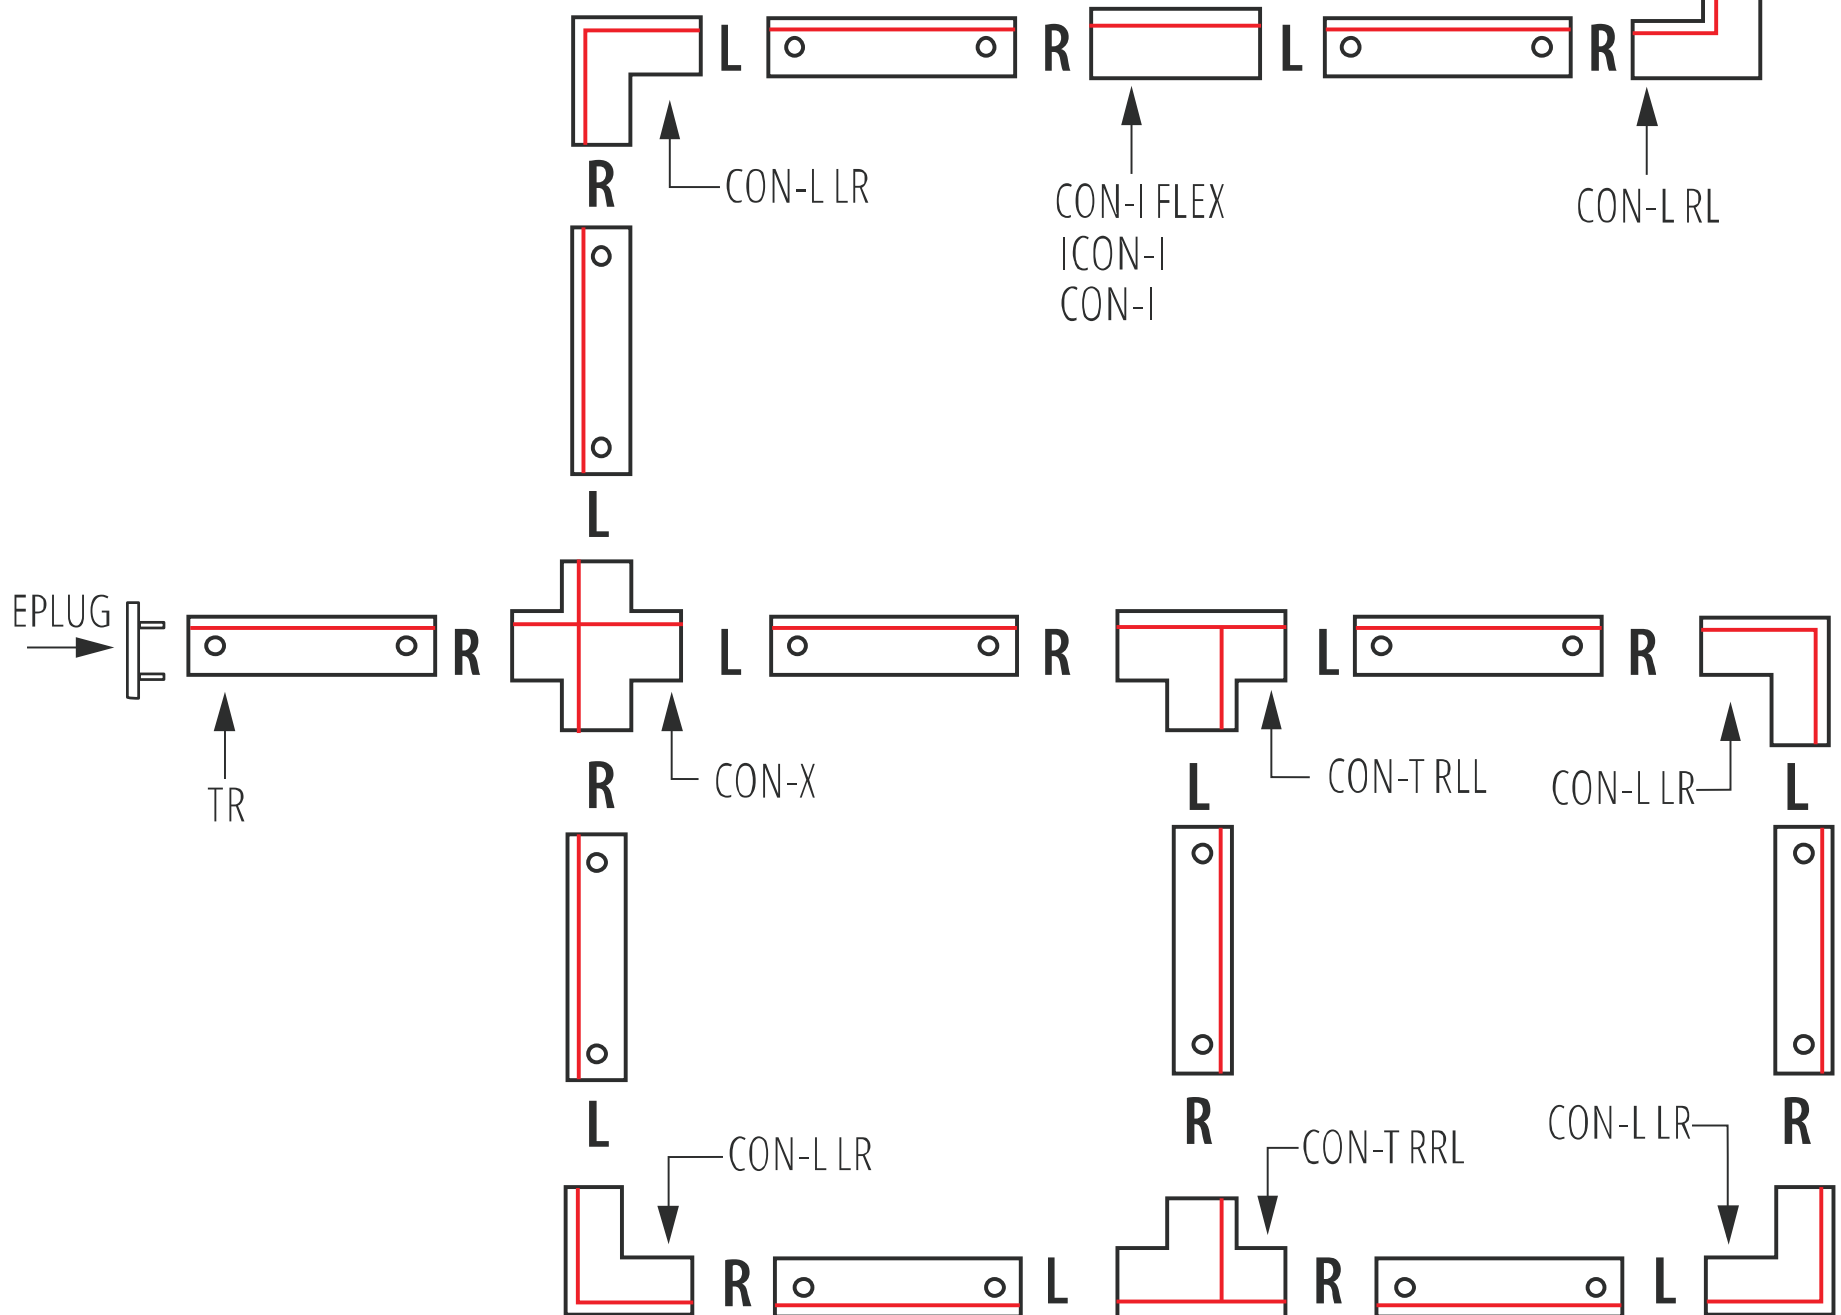 L R L R
R
CON-L LR
CON-I FLEX
ICON-I
CON-I
CON-L RL
L
EPLUG
R L R L R
TR
R
CON-X
L
CON-T RLL
CON-L LR
L
L
CON-L LR
R
CON-T RRL
CON-L LR
R
R L R L